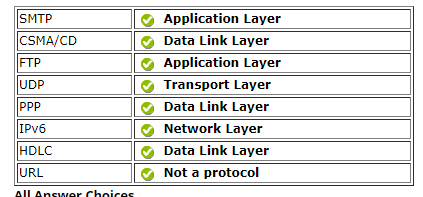 SMTP Application Layer
CSMA/CD Data Link Layer
FTP Application Layer
UDP Transport Layer
PPP Data Link Layer
IPv6 Network Layer
HDLC Data Link Layer
URL Not a protocol
All Answer Choices